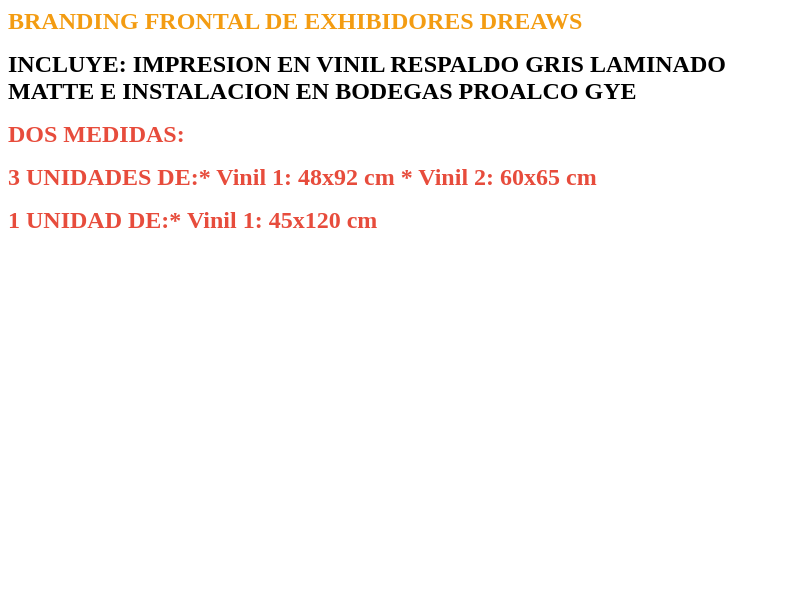 BRANDING FRONTAL DE EXHIBIDORES DREAWS
INCLUYE: IMPRESION EN VINIL RESPALDO GRIS LAMINADO
MATTE E INSTALACION EN BODEGAS PROALCO GYE
DOS MEDIDAS:
3 UNIDADES DE:* Vinil 1: 48x92 cm * Vinil 2: 60x65 cm
1 UNIDAD DE:* Vinil 1: 45x120 cm